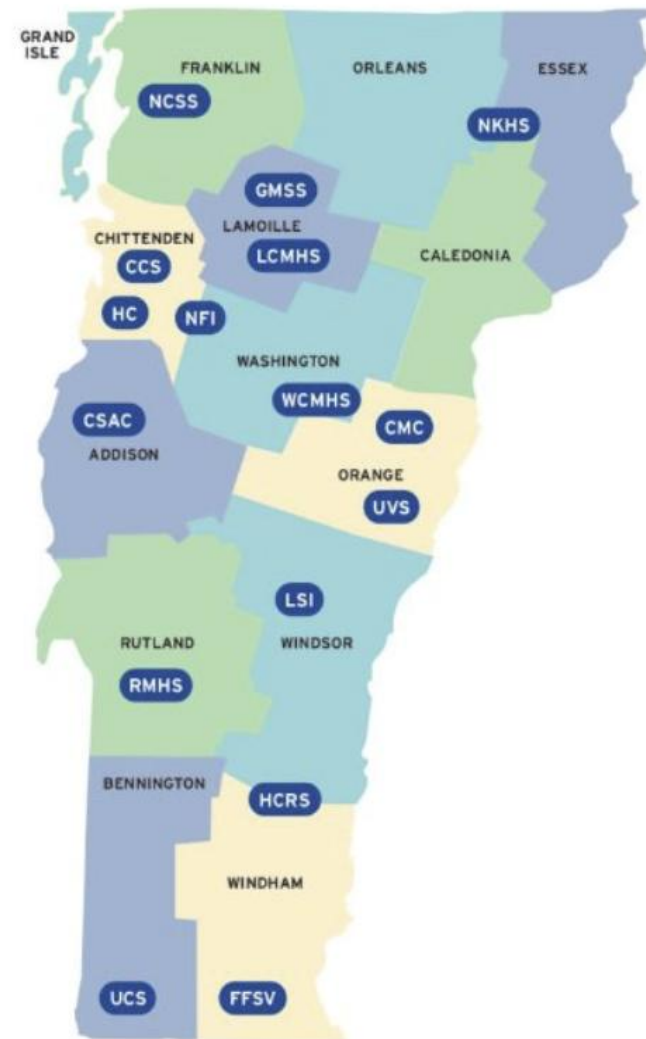 GRAND
ISLE
FRANKLIN
ORLEANS
ESSEX
NCSS
NKHS
GMSS
LAMOILLE
CHITTENDEN
LCMHS
CALEDONIA
CCS
HC
NFI
WASHINGTON
WCMHS
CSAC
CMC
ADDISON
ORANGE
UVS
LSI
RUTLAND
WINDSOR
RMHS
BENNINGTON
HCRS
WINDHAM
UCS
FFSV